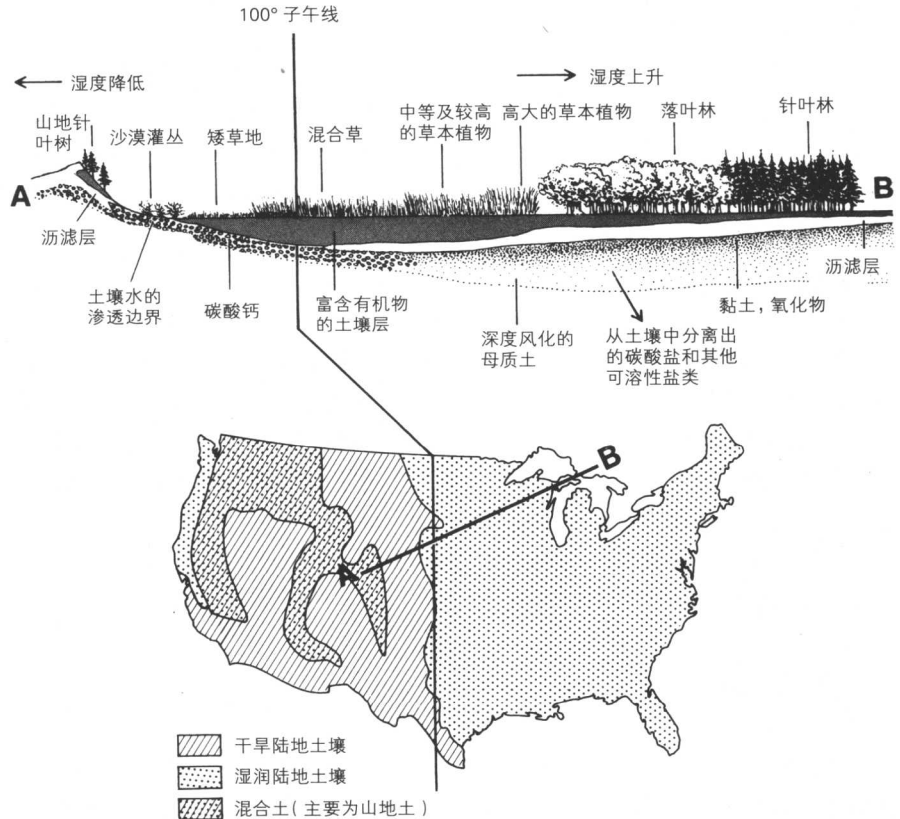 100° 子午线
湿度降低
湿度上升
山地针
叶树
沙漠灌丛
矮草地
混合草
中等及较高
的草本植物
高大的草本植物
落叶林
针叶林
A
B
沥滤层
土壤水的
渗透边界
碳酸钙
富含有机物
的土壤层
深度风化的
母质土
从土壤中分离出
的碳酸盐和其他
可溶性盐类
黏土，氧化物
沥滤层
B
A
干旱陆地土壤
湿润陆地土壤
混合土（主要为山地土）